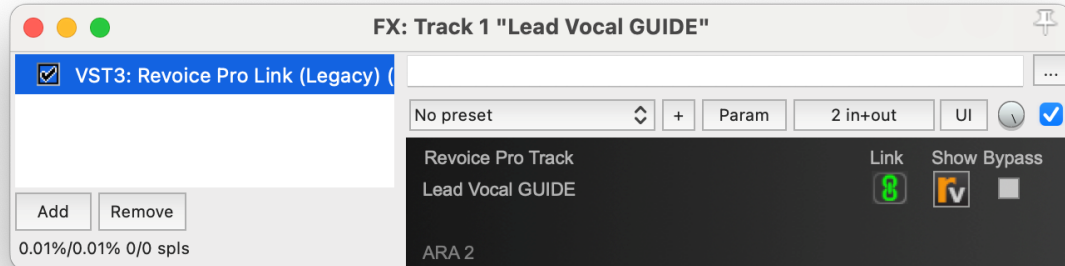 FX: Track 1 "Lead Vocal GUIDE"
VST3: Revoice Pro Link (Legacy) (
...
No preset + Param 2 in+out UI
Revoice Pro Track Link Show Bypass
Lead Vocal GUIDE rv
Add Remove
0.01%/0.01% 0/0 spls
ARA 2